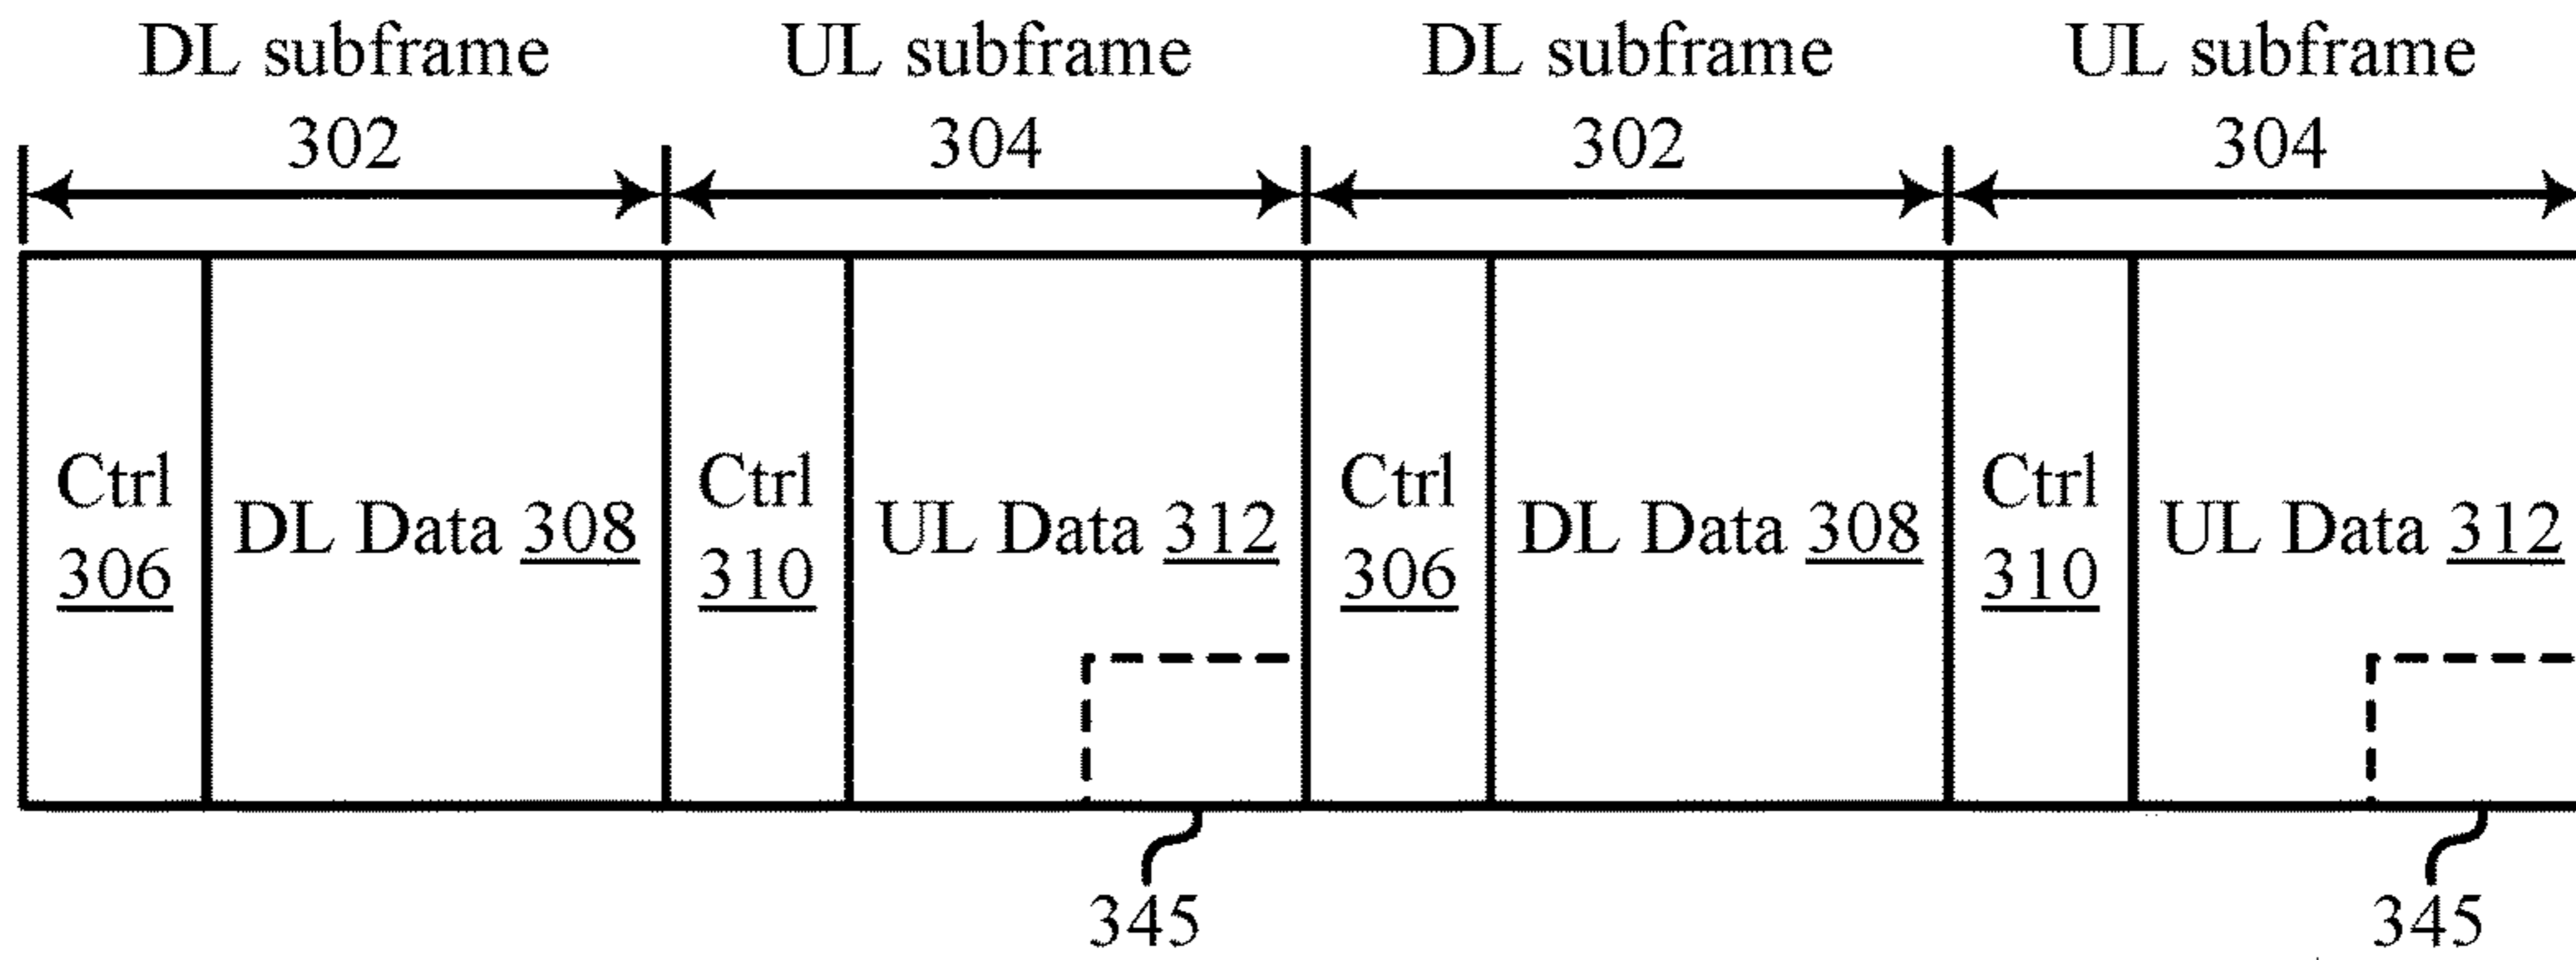 DL subframe
302
UL subframe
304
DL subframe
302
UL subframe
304
Ctrl
306
DL Data 308
Ctrl
310
UL Data 312
Ctrl
306
DL Data 308
Ctrl
310
UL Data 312
345
345